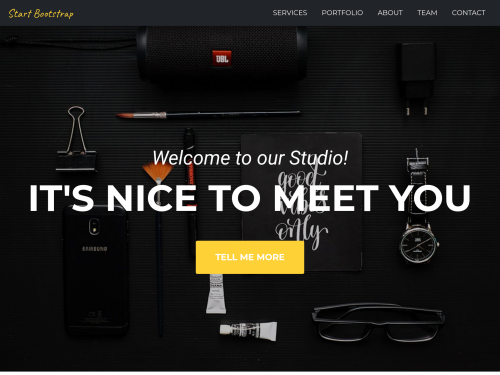 Start Bootstrap
SERVICES
PORTFOLIO
ABOUT
TEAM
CONTACT
JBL
Welcome to our Studio!
good
vibes
only
IT'S NICE TO MEET YOU
SAMSUNG
TELL ME MORE